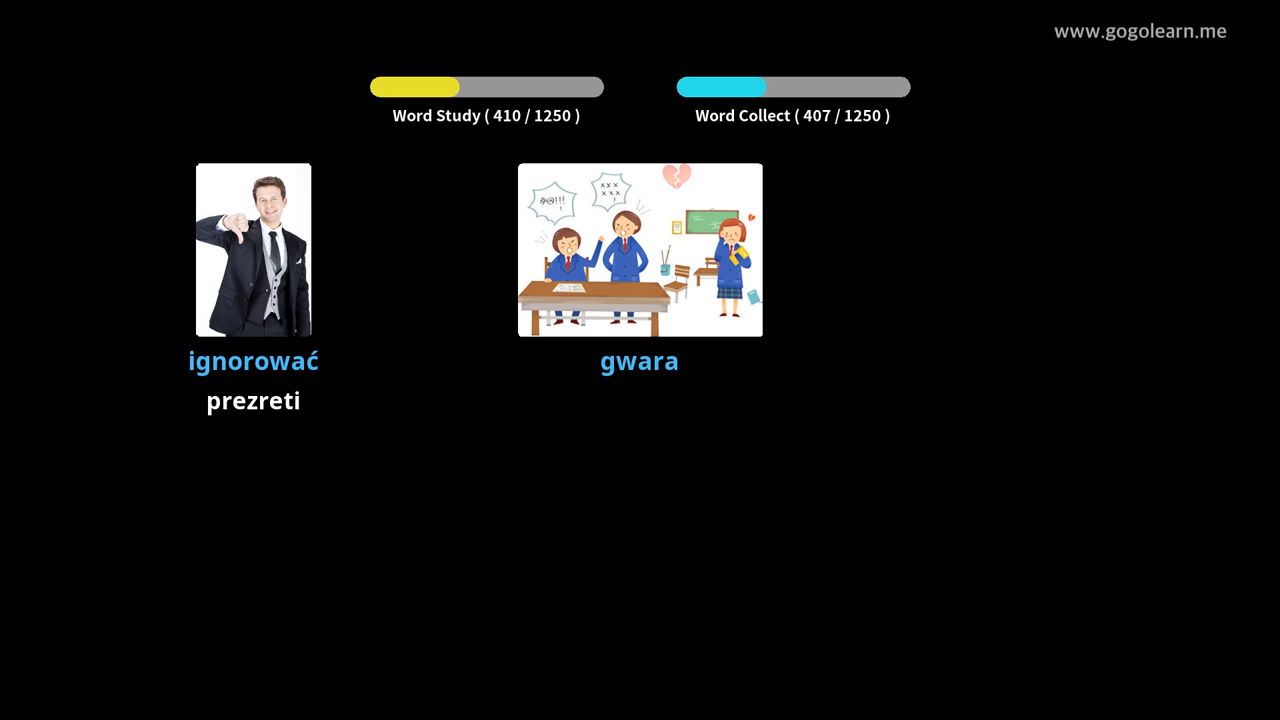 www.gogolearn.me
Word Study ( 410 / 1250 )
Word Collect ( 407 / 1250 )
#@!!!
!
X X X
X X X
!
ignorować
gwara
prezreti